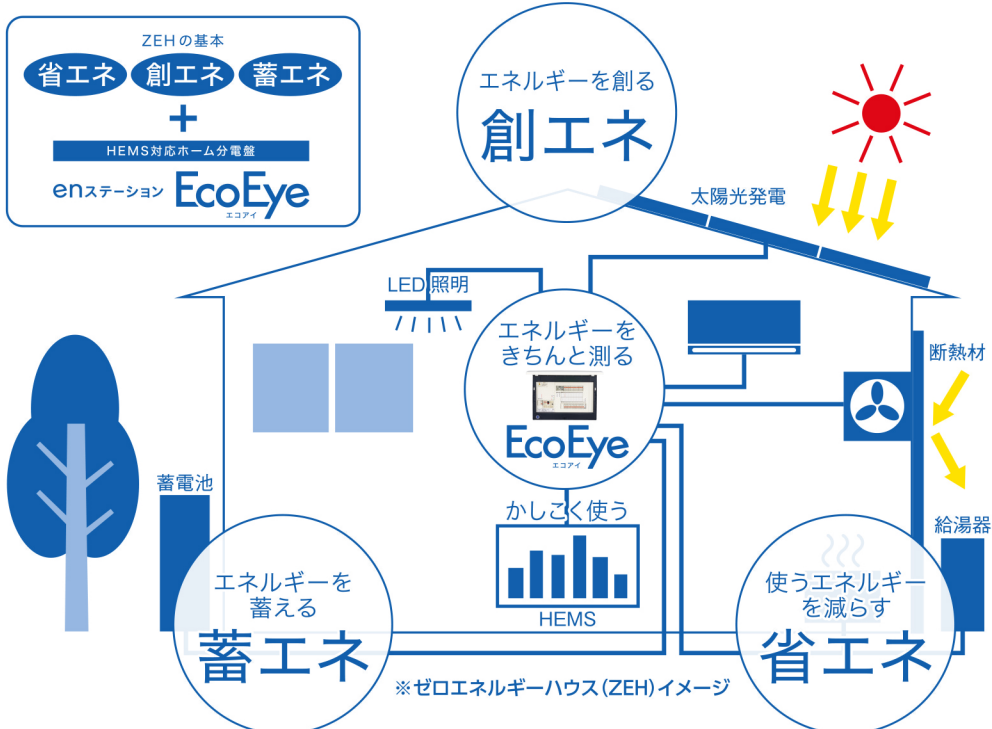 ZEHの基本
省エネ 創エネ 蓄エネ
+
HEMS対応ホーム分電盤
enステーション EcoEye
エコアイ
エネルギーを創る
創エネ
太陽光発電
LED照明
エネルギーを
きちんと測る
EcoEye
エコアイ
断熱材
蓄電池
かしこく使う
HEMS
給湯器
エネルギーを
蓄える
蓄エネ
使うエネルギー
を減らす
省エネ
※ゼロエネルギーハウス(ZEH)イメージ